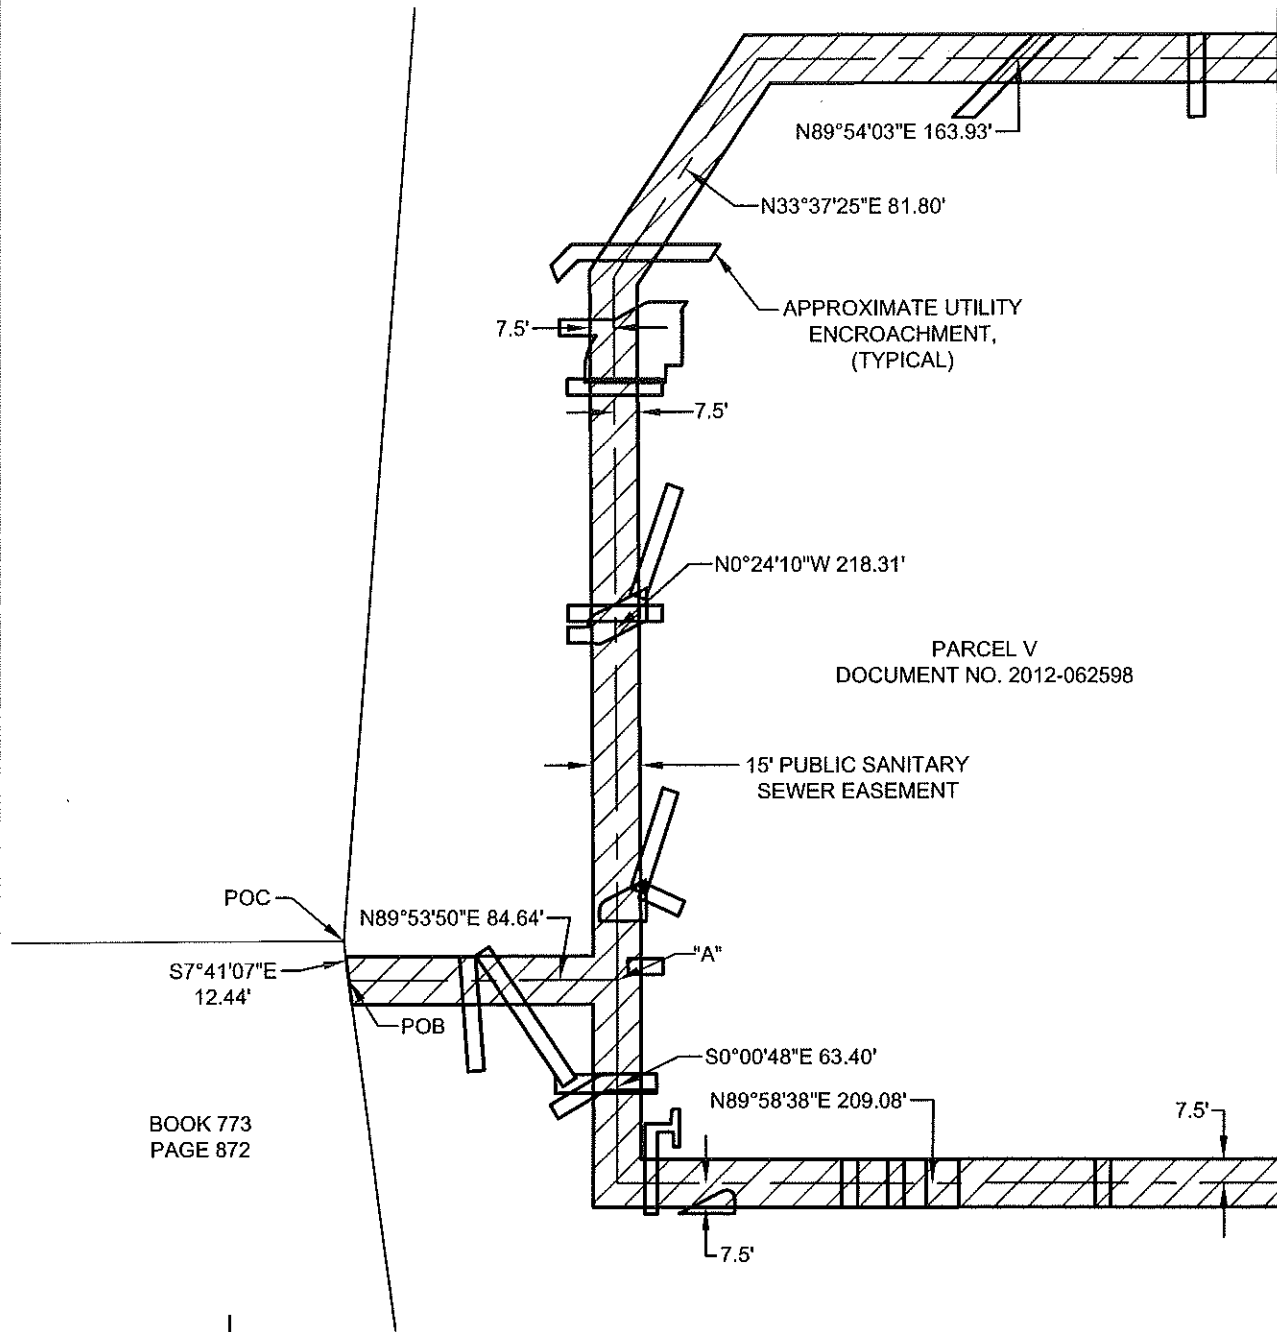 N89°54'03"E 163.93'
N33°37'25"E 81.80'
APPROXIMATE UTILITY
ENCROACHMENT,
(TYPICAL)
7.5'
7.5'
N0°24'10"W 218.31'
PARCEL V
DOCUMENT NO. 2012-062598
15' PUBLIC SANITARY
SEWER EASEMENT
POC
N89°53'50"E 84.64'
"A"
S7°41'07"E
12.44'
POB
S0°00'48"E 63.40'
N89°58'38"E 209.08'
7.5'
BOOK 773
PAGE 872
7.5'